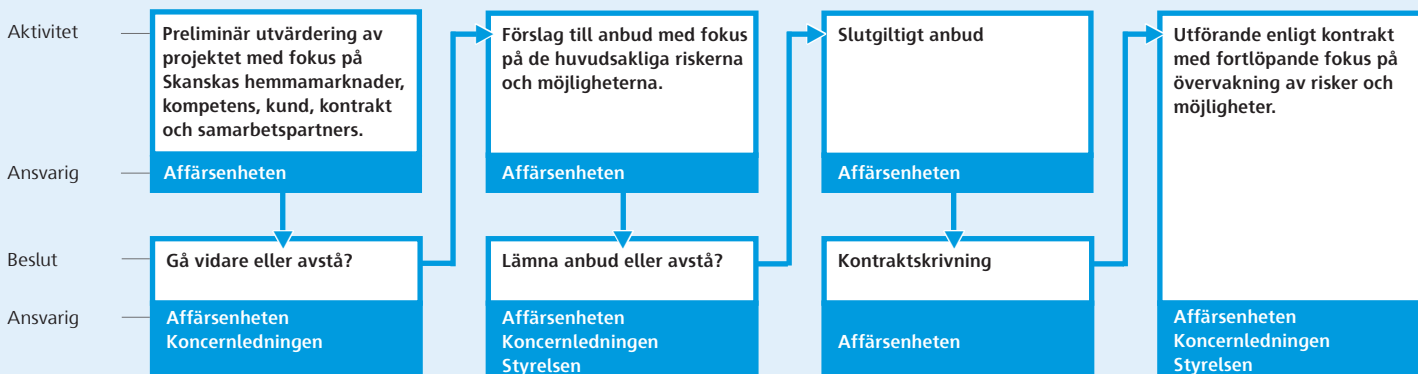 Aktivitet
Preliminär utvärdering av
projektet med fokus på
Skanskas hemmamarknader,
kompetens, kund, kontrakt
och samarbetspartners.
Förslag till anbud med fokus
på de huvudsakliga riskerna
och möjligheterna.
Slutgiltigt anbud
Utförande enligt kontrakt
med fortlöpande fokus på
övervakning av risker och
möjligheter.
Ansvarig
Affärsenheten
Affärsenheten
Affärsenheten
Beslut
Gå vidare eller avstå?
Lämna anbud eller avstå?
Kontraktskrivning
Ansvarig
Affärsenheten
Koncernledningen
Affärsenheten
Koncernledningen
Styrelsen
Affärsenheten
Affärsenheten
Koncernledningen
Styrelsen